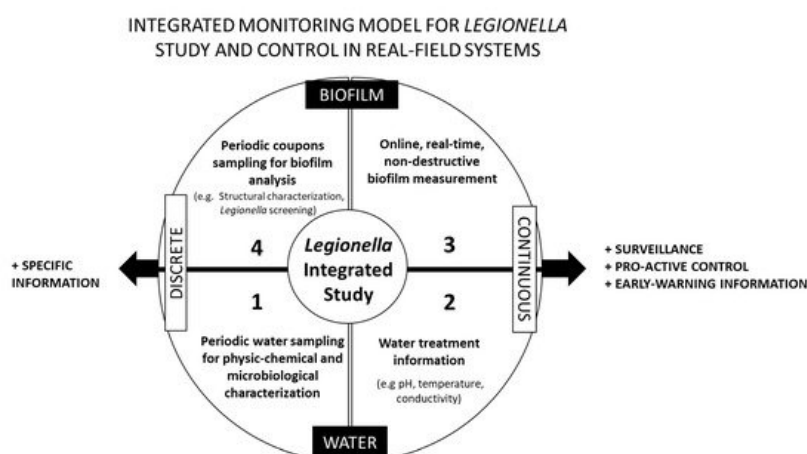 INTEGRATED MONITORING MODEL FOR LEGIONELLA
STUDY AND CONTROL IN REAL-FIELD SYSTEMS
BIOFILM
Periodic coupons
sampling for biofilm
analysis
(e.g. Structural characterization,
Legionella screening)
4
Online, real-time,
non-destructive
biofilm measurement
3
DISCRETE
Legionella
Integrated
Study
CONTINUOUS
+ SPECIFIC
INFORMATION
+ SURVEILLANCE
+ PRO-ACTIVE CONTROL
+ EARLY-WARNING INFORMATION
1
Periodic water sampling
for physic-chemical and
microbiological
characterization
2
Water treatment
information
(e.g pH, temperature,
conductivity)
WATER